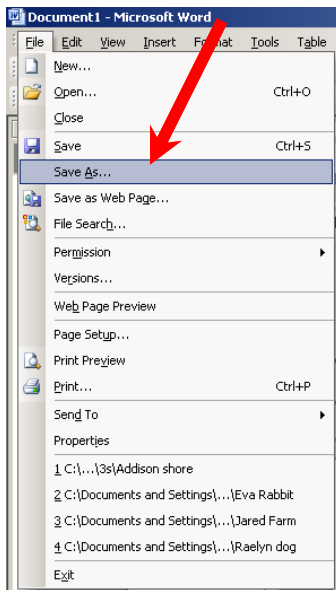 Document1 - Microsoft Word
File Edit View Insert Format Tools Table
New...
Open... Ctrl+O
Close
Save Ctrl+S
Save As...
Save as Web Page...
File Search...
Permission
Versions...
Web Page Preview
Page Setup...
Print Preview
Print... Ctrl+P
Send To
Properties
1 C:\...\3s\Addison shore
2 C:\Documents and Settings\...\Eva Rabbit
3 C:\Documents and Settings\...\Jared Farm
4 C:\Documents and Settings\...\Raelyn dog
Exit